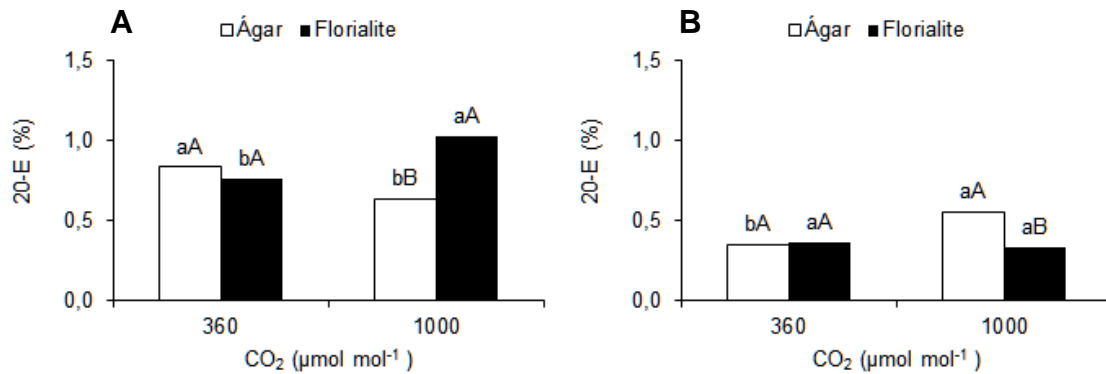 A
□Ágar ■Florialite
20-E (%)
1,5
1,0
0,5
0,0
aA
bA
bB
aA
360
1000
CO₂ (µmol mol⁻¹ )
B
□Ágar ■Florialite
20-E (%)
1,5
1,0
0,5
0,0
bA
aA
aA
aB
360
1000
CO₂ (µmol mol⁻¹ )